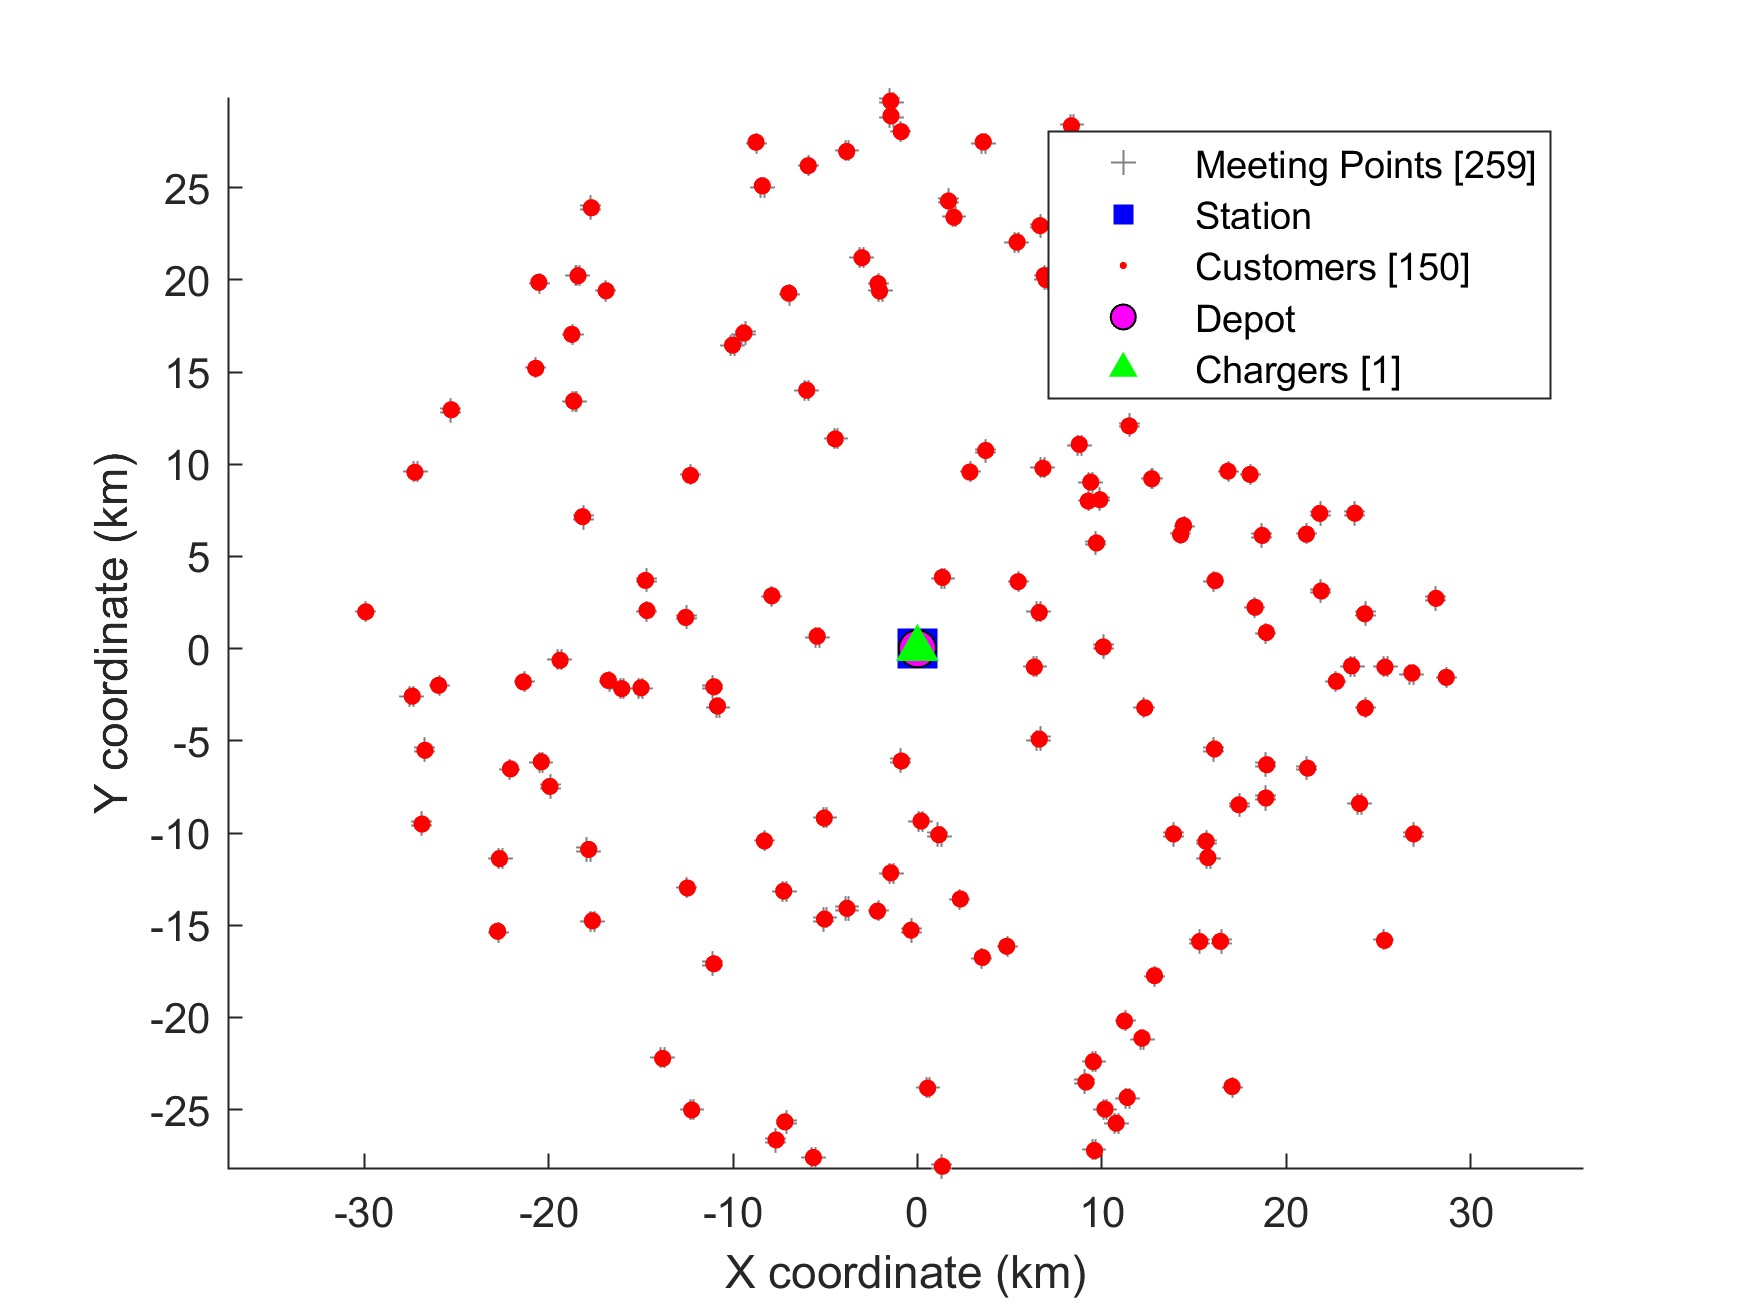 Meeting Points [259]
Station
Customers [150]
Depot
Chargers [1]
25
20
15
10
5
0
-5
-10
-15
-20
-25
Y coordinate (km)
-30 -20 -10 0 10 20 30
X coordinate (km)